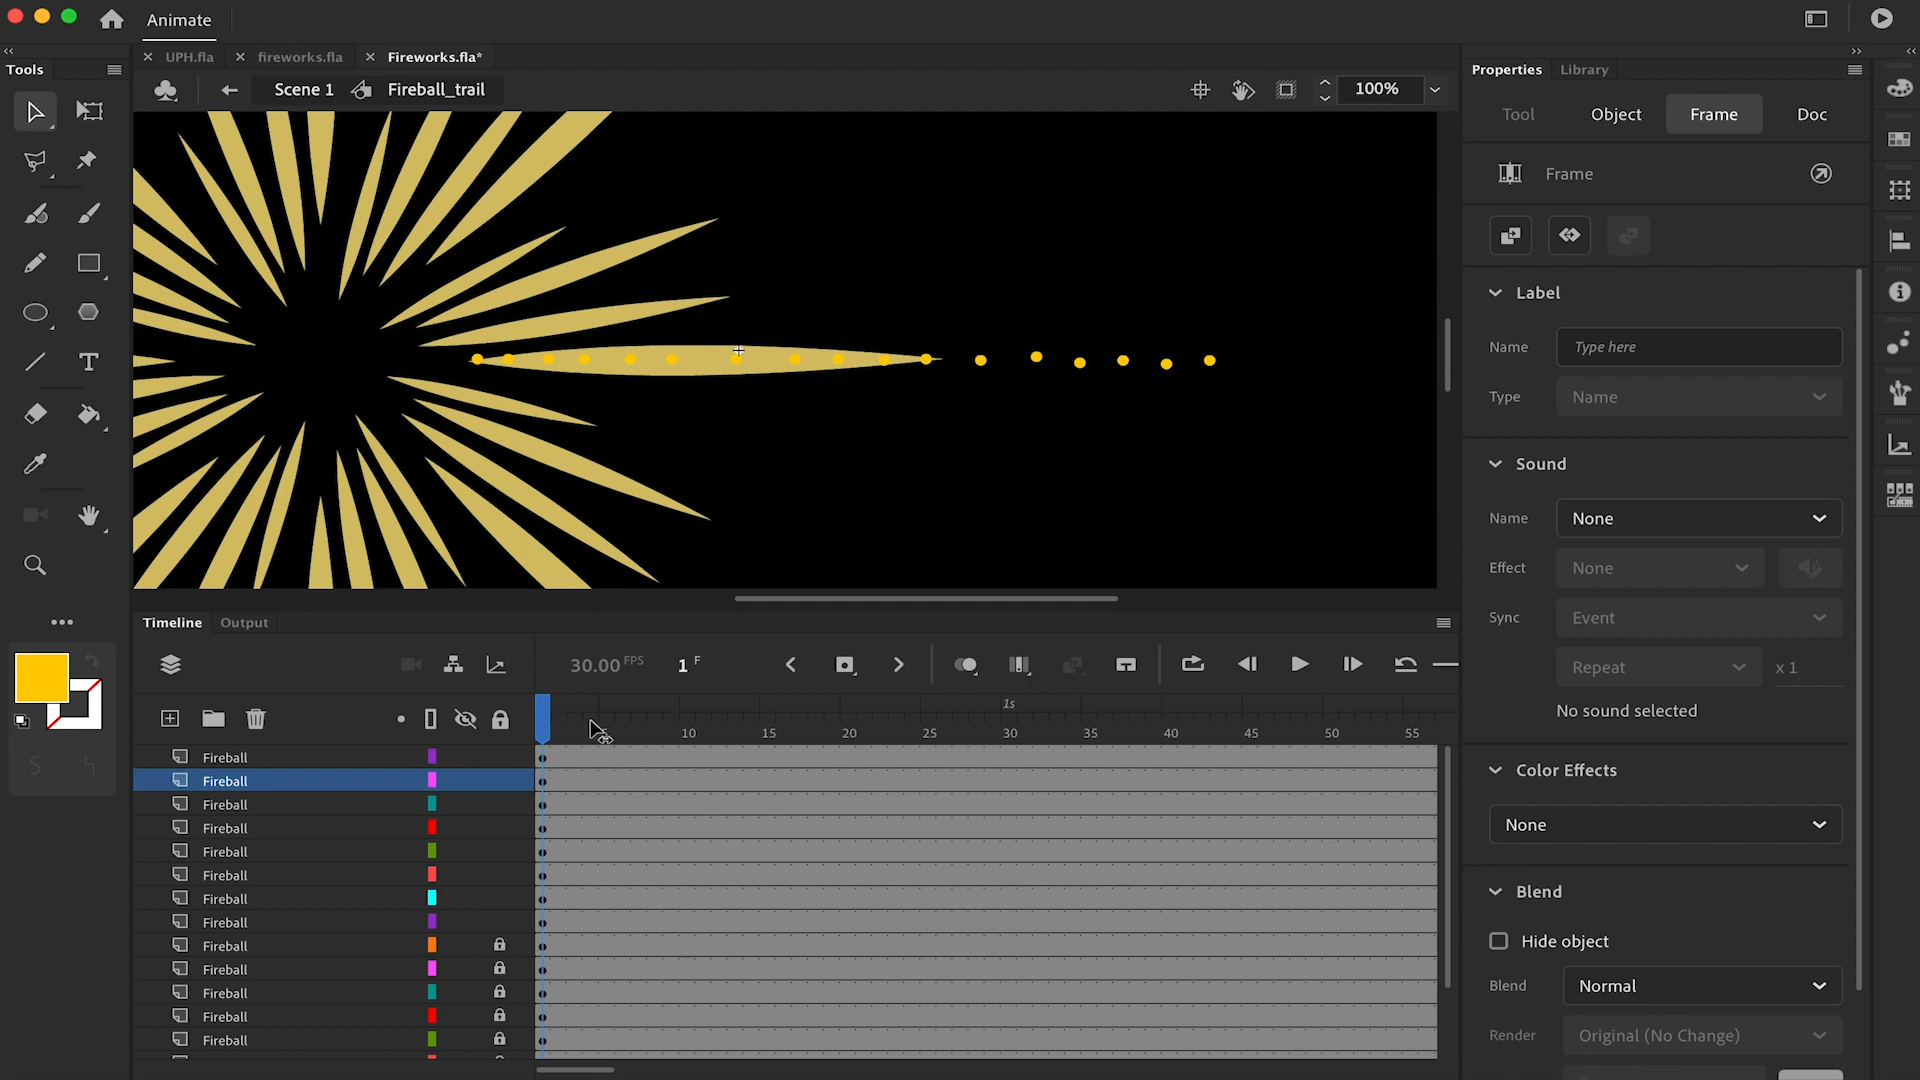 Animate
UPH.fla
fireworks.fla
Fireworks.fla*
Tools
Scene 1
Fireball_trail
100%
Properties
Library
Tool
Object
Frame
Doc
Frame
Label
Name
Type here
Type
Name
Sound
Name
None
Effect
None
Sync
Event
Repeat
x 1
No sound selected
Color Effects
None
Blend
Hide object
Blend
Normal
Render
Original (No Change)
Timeline
Output
30.00 FPS
1 F
1s
10
15
20
25
30
35
40
45
50
55
Fireball
Fireball
Fireball
Fireball
Fireball
Fireball
Fireball
Fireball
Fireball
Fireball
Fireball
Fireball
Fireball